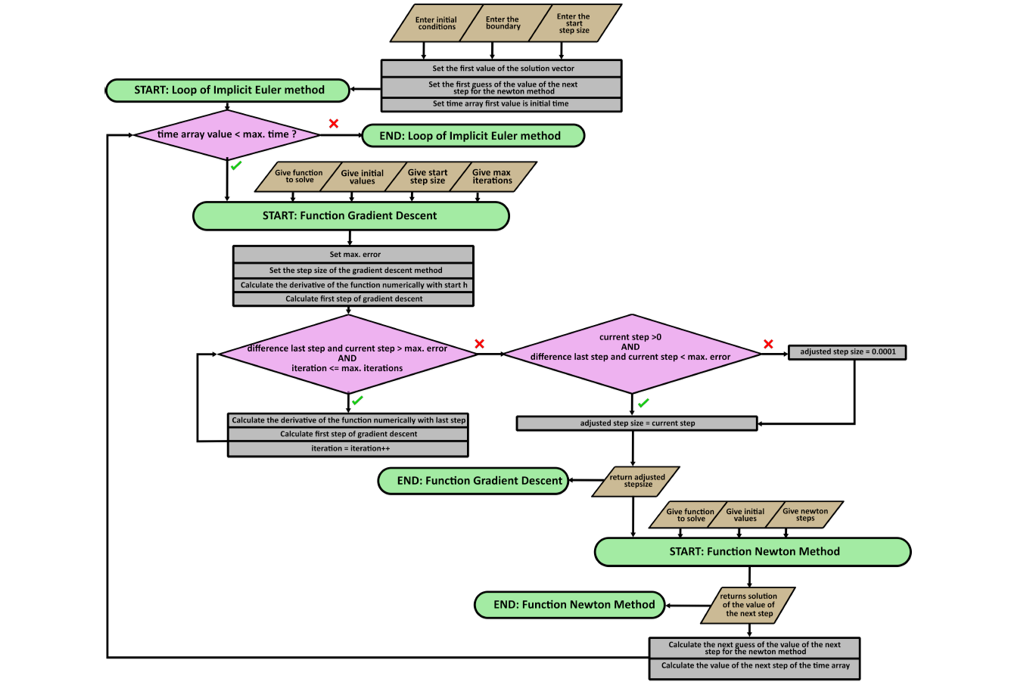 Enter initial
conditions
Enter the
boundary
Enter the
start
step size
Set the first value of the solution vector
Set the first guess of the value of the next
step for the newton method
Set time array first value is initial time
START: Loop of Implicit Euler method
time array value < max. time ?
END: Loop of Implicit Euler method
Give function
to solve
Give initial
values
Give start
step size
Give max
iterations
START: Function Gradient Descent
Set max. error
Set the step size of the gradient descent method
Calculate the derivative of the function numerically with start h
Calculate first step of gradient descent
difference last step and current step > max. error
AND
iteration <= max. iterations
current step >0
AND
difference last step and current step < max. error
adjusted step size = 0.0001
Calculate the derivative of the function numerically with last step
Calculate first step of gradient descent
iteration = iteration++
adjusted step size = current step
return adjusted
stepsize
END: Function Gradient Descent
Give function
to solve
Give initial
values
Give newton
steps
START: Function Newton Method
returns solution
of the value of
the next step
END: Function Newton Method
Calculate the next guess of the value of the next
step for the newton method
Calculate the value of the next step of the time array